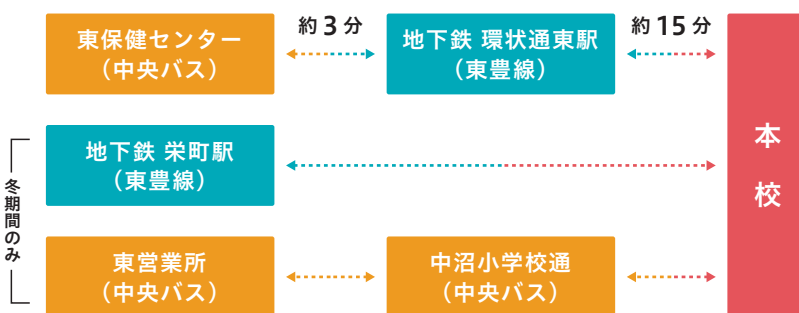 東保健センター
（中央バス）
約3分
地下鉄 環状通東駅
（東豊線）
約15分
本校
冬期間のみ
地下鉄 栄町駅
（東豊線）
東営業所
（中央バス）
中沼小学校通
（中央バス）